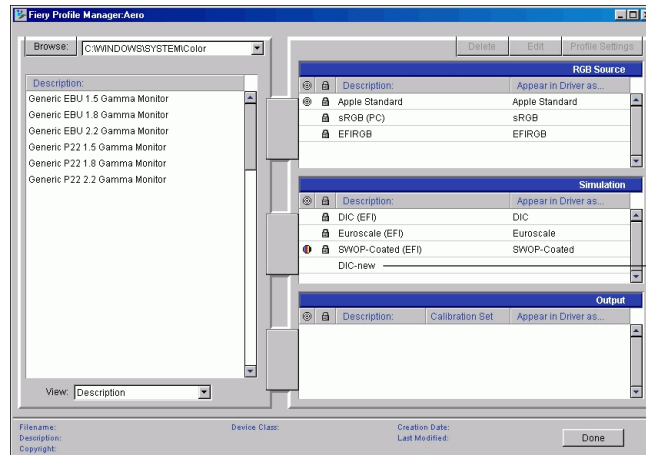 Fiery Profile Manager:Aero
Browse: C:\WINDOWS\SYSTEM\Color
Description:
Generic EBU 1.5 Gamma Monitor
Generic EBU 1.8 Gamma Monitor
Generic EBU 2.2 Gamma Monitor
Generic P22 1.5 Gamma Monitor
Generic P22 1.8 Gamma Monitor
Generic P22 2.2 Gamma Monitor
View: Description
Delete Edit Profile Settings
RGB Source
Description: Appear in Driver as...
Apple Standard Apple Standard
sRGB (PC) sRGB
EFIRGB EFIRGB
Simulation
Description: Appear in Driver as...
DIC (EFI) DIC
Euroscale (EFI) Euroscale
SWOP-Coated (EFI) SWOP-Coated
DIC-new
Output
Description: Calibration Set Appear in Driver as...
Filename: Device Class: Creation Date:
Description: Last Modified:
Copyright:
Done